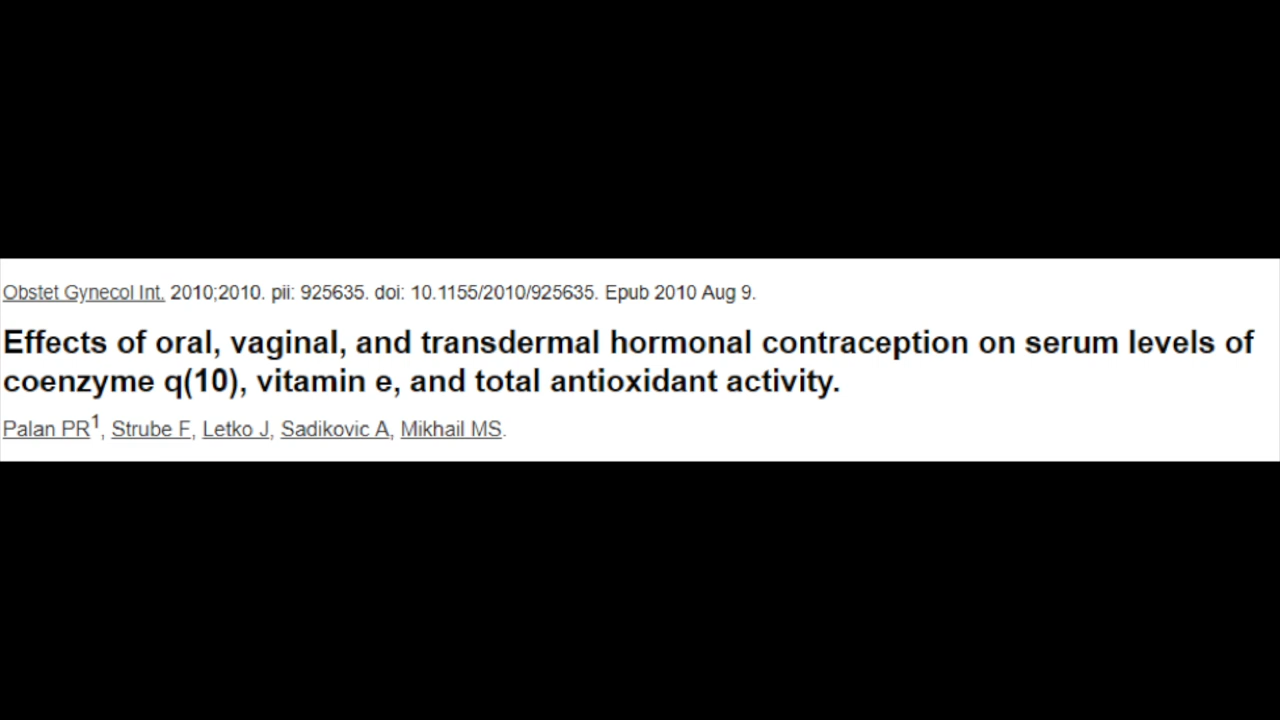 Obstet Gynecol Int. 2010;2010. pii: 925635. doi: 10.1155/2010/925635. Epub 2010 Aug 9.
Effects of oral, vaginal, and transdermal hormonal contraception on serum levels of
coenzyme q(10), vitamin e, and total antioxidant activity.
Palan PR1, Strube F, Letko J, Sadikovic A, Mikhail MS.